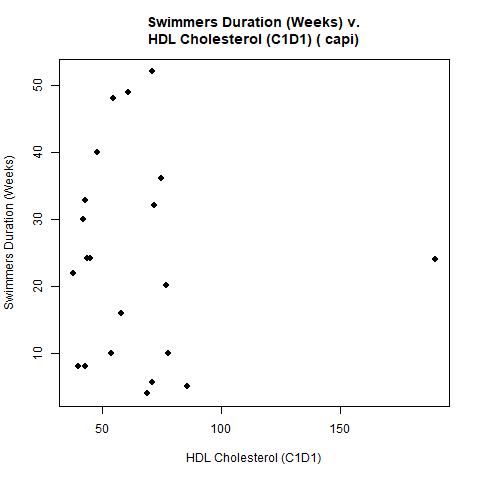 Swimmers Duration (Weeks) v.
HDL Cholesterol (C1D1) ( capi)
Swimmers Duration (Weeks)
50
40
30
20
10
50
100
150
HDL Cholesterol (C1D1)